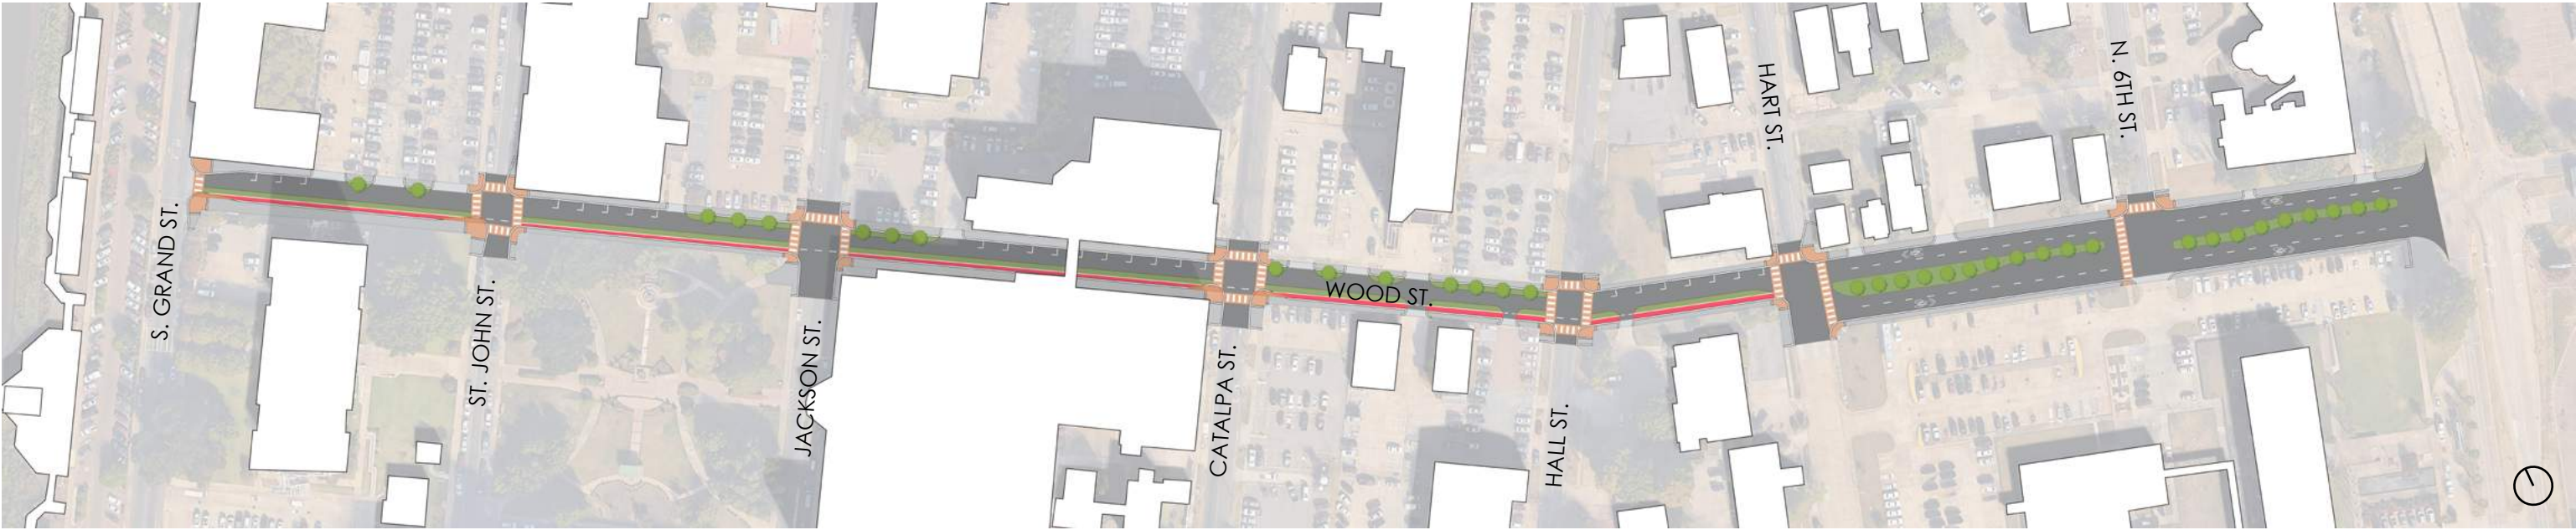 S. GRAND ST.
ST. JOHN ST.
JACKSON ST.
CATALPA ST.
WOOD ST.
HALL ST.
HART ST.
N. 6TH ST.